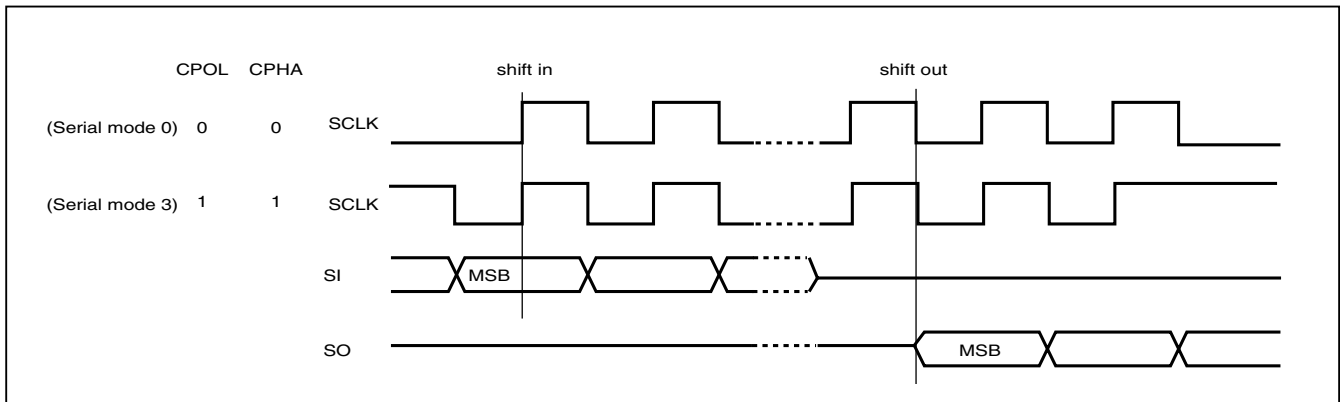 CPOL CPHA shift in shift out
(Serial mode 0) 0 0 SCLK
(Serial mode 3) 1 1 SCLK
SI MSB
SO MSB